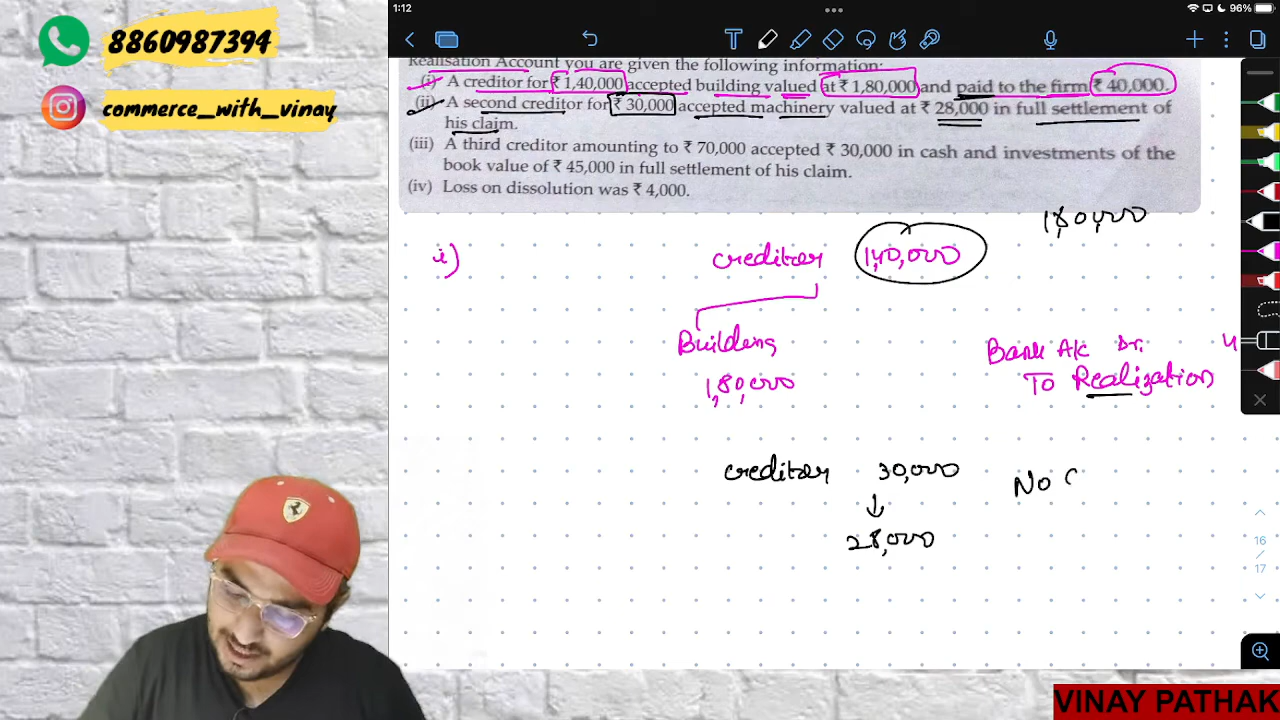 1:12
96%
8860987394
commerce_with_vinay
Realisation Account you are given the following information:
(i) A creditor for ₹ 1,40,000 accepted building valued at ₹ 1,80,000 and paid to the firm ₹ 40,000.
(ii) A second creditor for ₹ 30,000 accepted machinery valued at ₹ 28,000 in full settlement of
his claim.
(iii) A third creditor amounting to ₹ 70,000 accepted ₹ 30,000 in cash and investments of the
book value of ₹ 45,000 in full settlement of his claim.
(iv) Loss on dissolution was ₹ 4,000.
1,80,000
i) creditor 1,40,000
Building
1,80,000
Bank A/c Dr. 4
To Realization
creditor 30,000
28,000
No
16
/
17
VINAY PATHAK